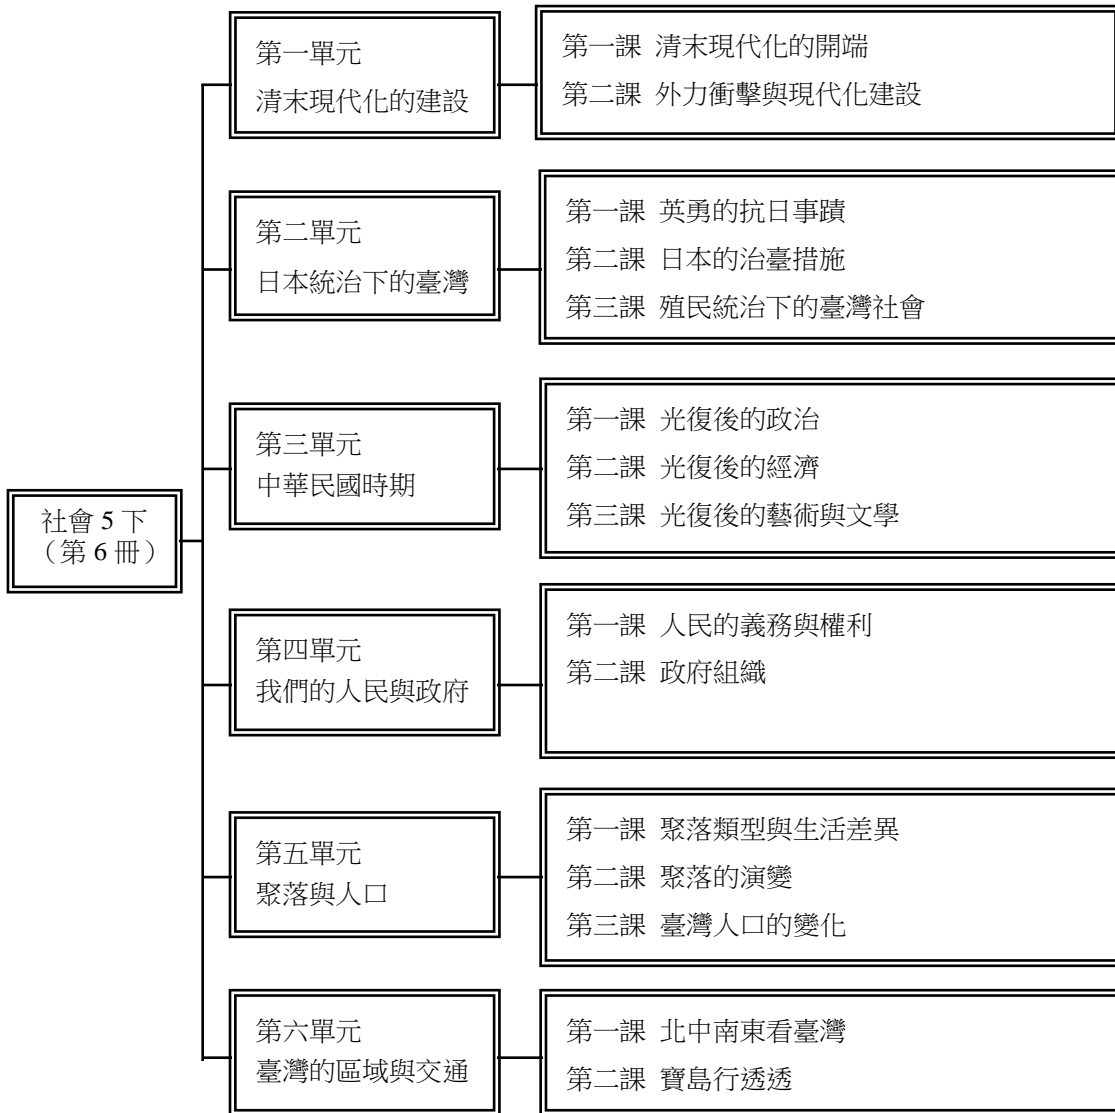 社會 5 下
（第 6 冊）
第一單元
清末現代化的建設
第一課 清末現代化的開端
第二課 外力衝擊與現代化建設
第二單元
日本統治下的臺灣
第一課 英勇的抗日事蹟
第二課 日本的治臺措施
第三課 殖民統治下的臺灣社會
第三單元
中華民國時期
第一課 光復後的政治
第二課 光復後的經濟
第三課 光復後的藝術與文學
第四單元
我們的人民與政府
第一課 人民的義務與權利
第二課 政府組織
第五單元
聚落與人口
第一課 聚落類型與生活差異
第二課 聚落的演變
第三課 臺灣人口的變化
第六單元
臺灣的區域與交通
第一課 北中南東看臺灣
第二課 寶島行透透